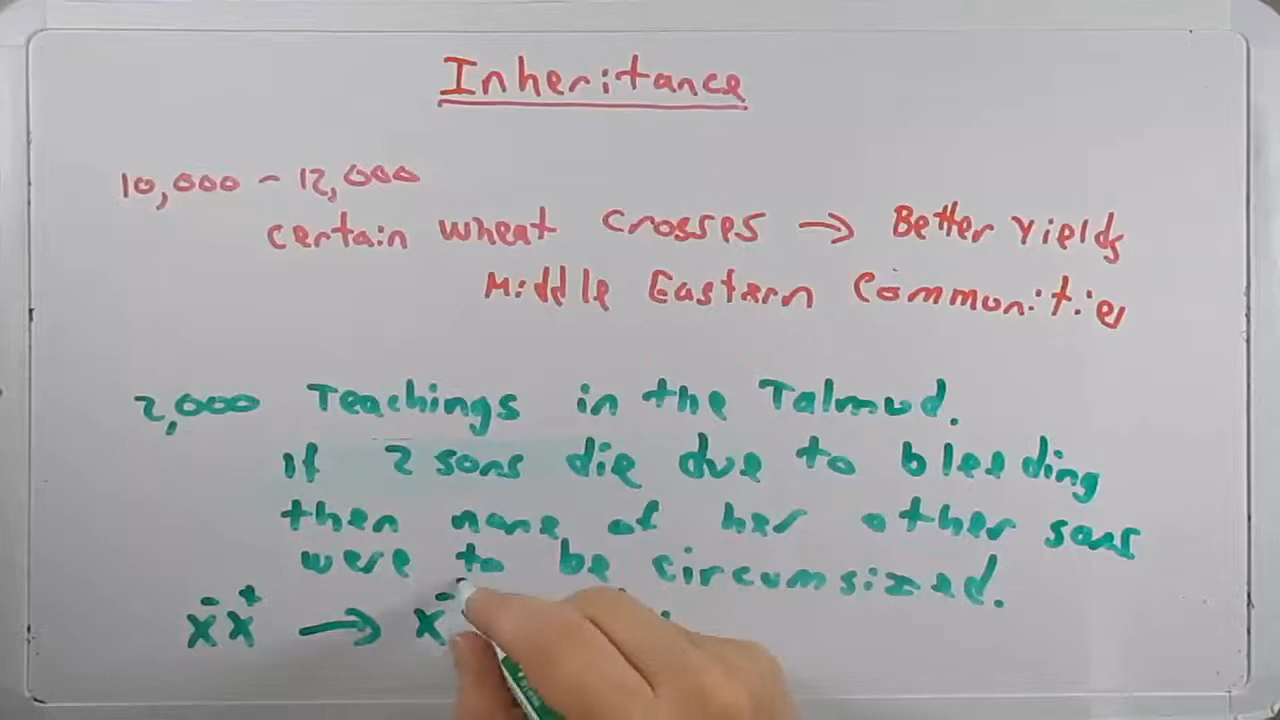 Inheritance
10,000 - 12,000
certain wheat crosses → Better Yields
Middle Eastern Communities
2,000 Teachings in the Talmud.
if 2 sons die due to bleeding
then none of her other sons
were to be circumsized.
X⁻X⁺ → X⁻